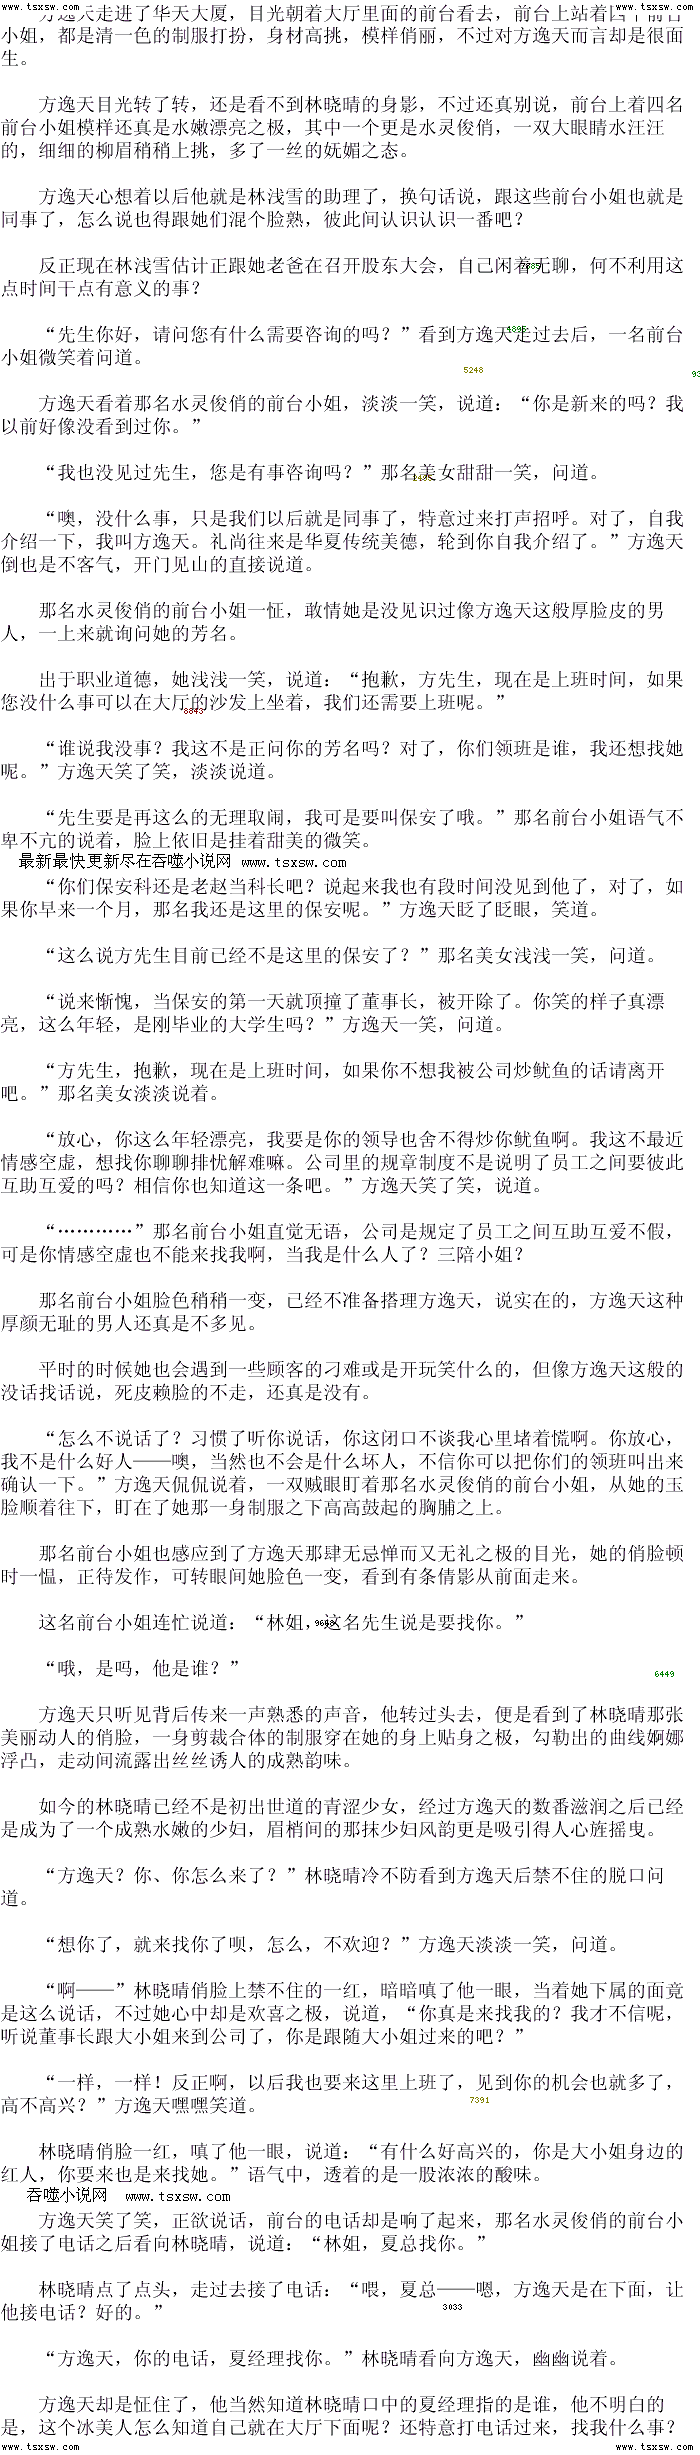 www.tsxsw.com www.tsxsw.com
方逸天走进了华天大厦，目光朝着大厅里面的前台看去，前台上站着四个前台
小姐，都是清一色的制服打扮，身材高挑，模样俏丽，不过对方逸天而言却是很面
生。
方逸天目光转了转，还是看不到林晓晴的身影，不过还真别说，前台上着四名
前台小姐模样还真是水嫩漂亮之极，其中一个更是水灵俊俏，一双大眼睛水汪汪
的，细细的柳眉稍稍上挑，多了一丝的妩媚之态。
方逸天心想着以后他就是林浅雪的助理了，换句话说，跟这些前台小姐也就是
同事了，怎么说也得跟她们混个脸熟，彼此间认识认识一番吧？
反正现在林浅雪估计正跟她老爸在召开股东大会，自己闲着无聊，何不利用这
点时间干点有意义的事？
“先生你好，请问您有什么需要咨询的吗？”看到方逸天走过去后，一名前台
小姐微笑着问道。
5248
方逸天看着那名水灵俊俏的前台小姐，淡淡一笑，说道：“你是新来的吗？我
以前好像没看到过你。”
“我也没见过先生，您是有事咨询吗？”那名美女甜甜一笑，问道。
“噢，没什么事，只是我们以后就是同事了，特意过来打声招呼。对了，自我
介绍一下，我叫方逸天。礼尚往来是华夏传统美德，轮到你自我介绍了。”方逸天
倒也是不客气，开门见山的直接说道。
那名水灵俊俏的前台小姐一怔，敢情她是没见识过像方逸天这般厚脸皮的男
人，一上来就询问她的芳名。
出于职业道德，她浅浅一笑，说道：“抱歉，方先生，现在是上班时间，如果
您没什么事可以在大厅的沙发上坐着，我们还需要上班呢。”
8843
“谁说我没事？我这不是正问你的芳名吗？对了，你们领班是谁，我还想找她
呢。”方逸天笑了笑，淡淡说道。
“先生要是再这么的无理取闹，我可是要叫保安了哦。”那名前台小姐语气不
卑不亢的说着，脸上依旧是挂着甜美的微笑。
最新最快更新尽在吞噬小说网 www.tsxsw.com
“你们保安科还是老赵当科长吧？说起来我也有段时间没见到他了，对了，如
果你早来一个月，那名我还是这里的保安呢。”方逸天眨了眨眼，笑道。
“这么说方先生目前已经不是这里的保安了？”那名美女浅浅一笑，问道。
“说来惭愧，当保安的第一天就顶撞了董事长，被开除了。你笑的样子真漂
亮，这么年轻，是刚毕业的大学生吗？”方逸天一笑，问道。
“方先生，抱歉，现在是上班时间，如果你不想我被公司炒鱿鱼的话请离开
吧。”那名美女淡淡说着。
“放心，你这么年轻漂亮，我要是你的领导也舍不得炒你鱿鱼啊。我这不最近
情感空虚，想找你聊聊排忧解难嘛。公司里的规章制度不是说明了员工之间要彼此
互助互爱的吗？相信你也知道这一条吧。”方逸天笑了笑，说道。
“…………”那名前台小姐直觉无语，公司是规定了员工之间互助互爱不假，
可是你情感空虚也不能来找我啊，当我是什么人了？三陪小姐？
那名前台小姐脸色稍稍一变，已经不准备搭理方逸天，说实在的，方逸天这种
厚颜无耻的男人还真是不多见。
平时的时候她也会遇到一些顾客的刁难或是开玩笑什么的，但像方逸天这般的
没话找话说，死皮赖脸的不走，还真是没有。
“怎么不说话了？习惯了听你说话，你这闭口不谈我心里堵着慌啊。你放心，
我不是什么好人——噢，当然也不会是什么坏人，不信你可以把你们的领班叫出来
确认一下。”方逸天侃侃说着，一双贼眼盯着那名水灵俊俏的前台小姐，从她的玉
脸顺着往下，盯在了她那一身制服之下高高鼓起的胸脯之上。
那名前台小姐也感应到了方逸天那肆无忌惮而又无礼之极的目光，她的俏脸顿
时一愠，正待发作，可转眼间她脸色一变，看到有条倩影从前面走来。
这名前台小姐连忙说道：“林姐，这名先生说是要找你。”
“哦，是吗，他是谁？”
6449
方逸天只听见背后传来一声熟悉的声音，他转过头去，便是看到了林晓晴那张
美丽动人的俏脸，一身剪裁合体的制服穿在她的身上贴身之极，勾勒出的曲线婀娜
浮凸，走动间流露出丝丝诱人的成熟韵味。
如今的林晓晴已经不是初出世道的青涩少女，经过方逸天的数番滋润之后已经
是成为了一个成熟水嫩的少妇，眉梢间的那抹少妇风韵更是吸引得人心旌摇曳。
“方逸天？你、你怎么来了？”林晓晴冷不防看到方逸天后禁不住的脱口问
道。
“想你了，就来找你了呗，怎么，不欢迎？”方逸天淡淡一笑，问道。
“啊——”林晓晴俏脸上禁不住的一红，暗暗嗔了他一眼，当着她下属的面竟
是这么说话，不过她心中却是欢喜之极，说道，“你真是来找我的？我才不信呢，
听说董事长跟大小姐来到公司了，你是跟随大小姐过来的吧？”
“一样，一样！反正啊，以后我也要来这里上班了，见到你的机会也就多了，
高不高兴？”方逸天嘿嘿笑道。
7391
林晓晴俏脸一红，嗔了他一眼，说道：“有什么好高兴的，你是大小姐身边的
红人，你要来也是来找她。”语气中，透着的是一股浓浓的酸味。
吞噬小说网 www.tsxsw.com
方逸天笑了笑，正欲说话，前台的电话却是响了起来，那名水灵俊俏的前台小
姐接了电话之后看向林晓晴，说道：“林姐，夏总找你。”
林晓晴点了点头，走过去接了电话：“喂，夏总——嗯，方逸天是在下面，让
他接电话？好的。”
3033
“方逸天，你的电话，夏经理找你。”林晓晴看向方逸天，幽幽说着。
方逸天却是怔住了，他当然知道林晓晴口中的夏经理指的是谁，他不明白的
是，这个冰美人怎么知道自己就在大厅下面呢？还特意打电话过来，找我什么事？
www.tsxsw.com www.tsxsw.com